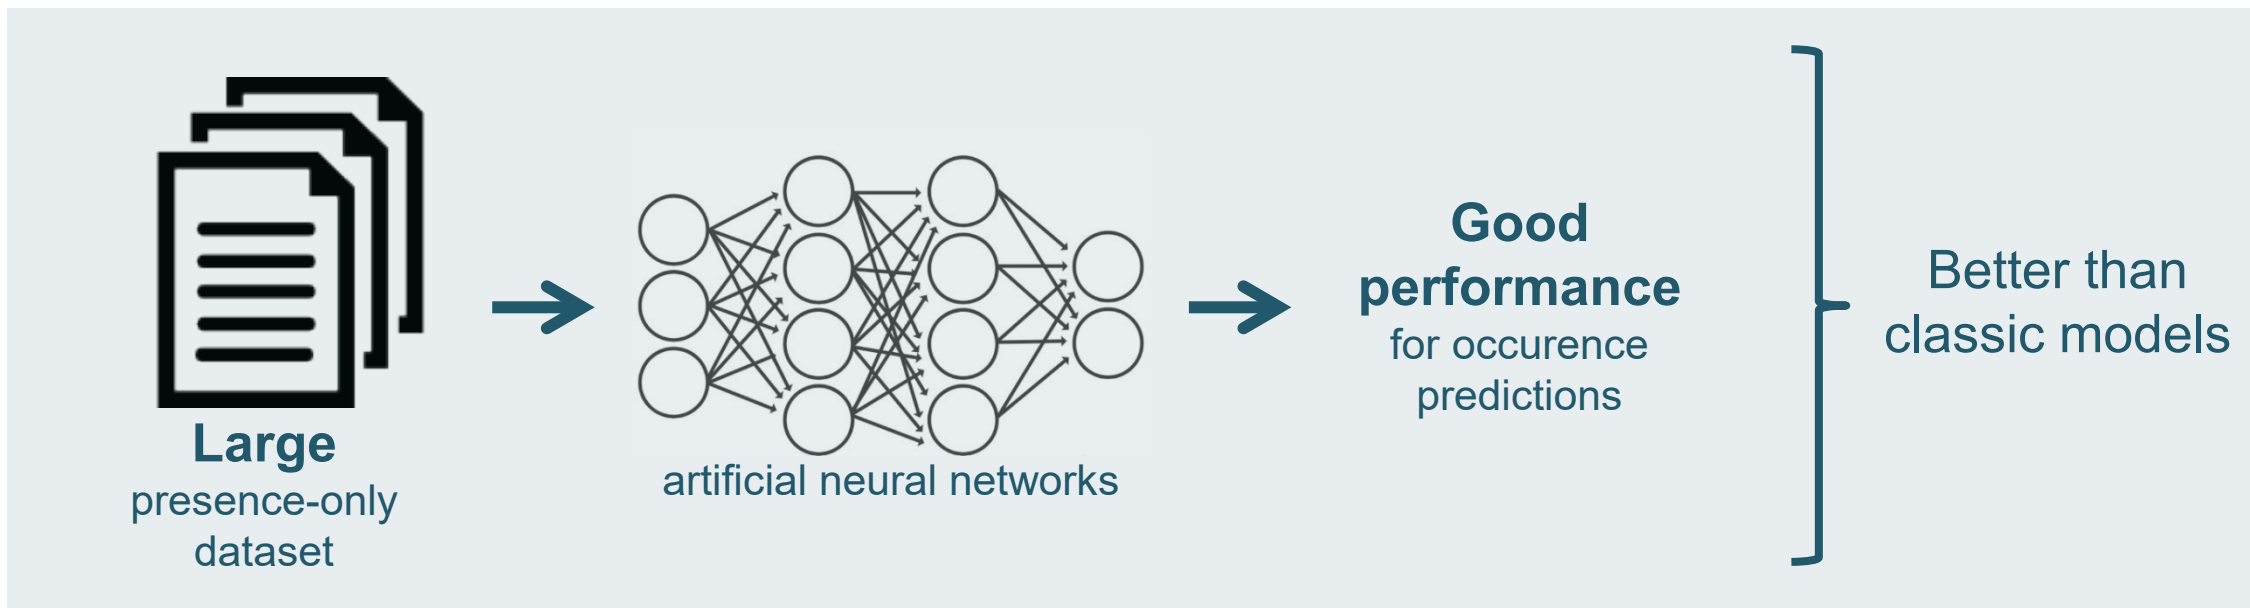 Large
presence-only
dataset
artificial neural networks
Good
performance
for occurence
predictions
Better than
classic models